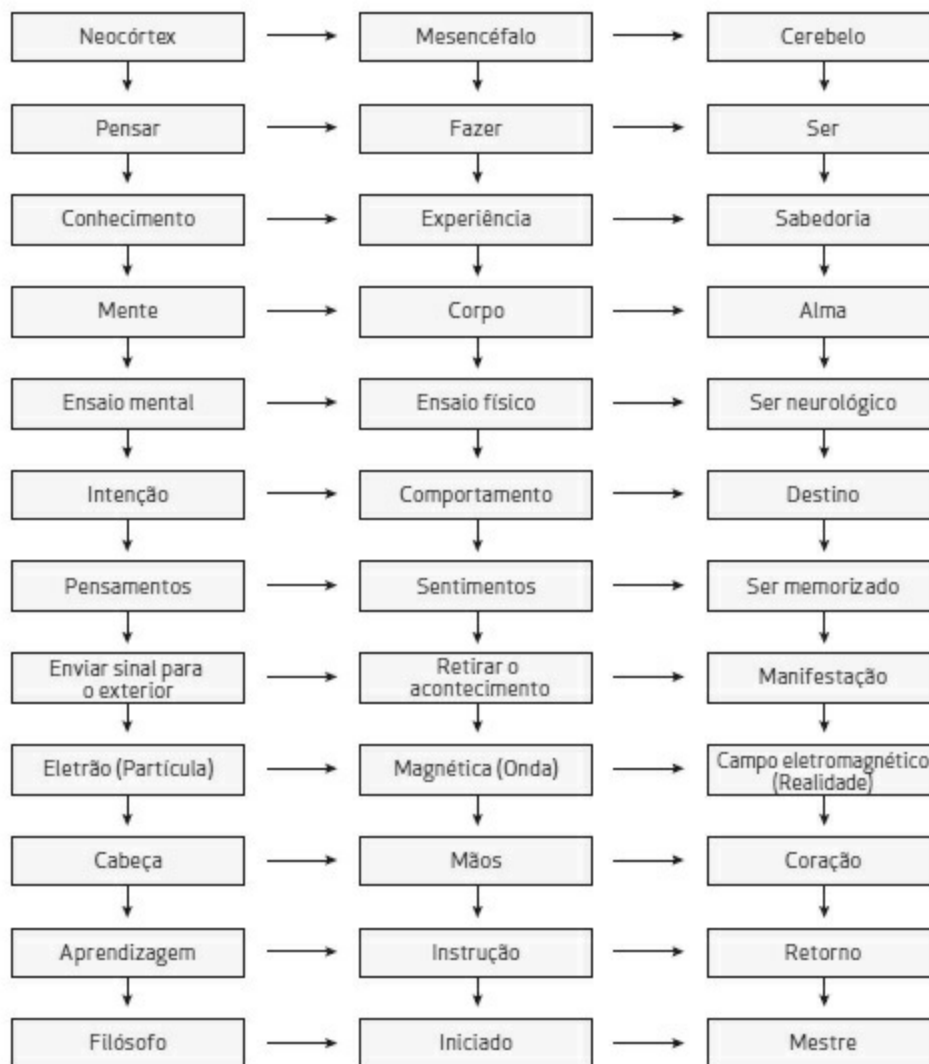 Neocórtex
Mesencéfalo
Cerebelo
Pensar
Fazer
Ser
Conhecimento
Experiência
Sabedoria
Mente
Corpo
Alma
Ensaio mental
Ensaio físico
Ser neurológico
Intenção
Comportamento
Destino
Pensamentos
Sentimentos
Ser memorizado
Enviar sinal para
o exterior
Retirar o
acontecimento
Manifestação
Eletrão (Partícula)
Magnética (Onda)
Campo eletromagnético
(Realidade)
Cabeça
Mãos
Coração
Aprendizagem
Instrução
Retorno
Filósofo
Iniciado
Mestre